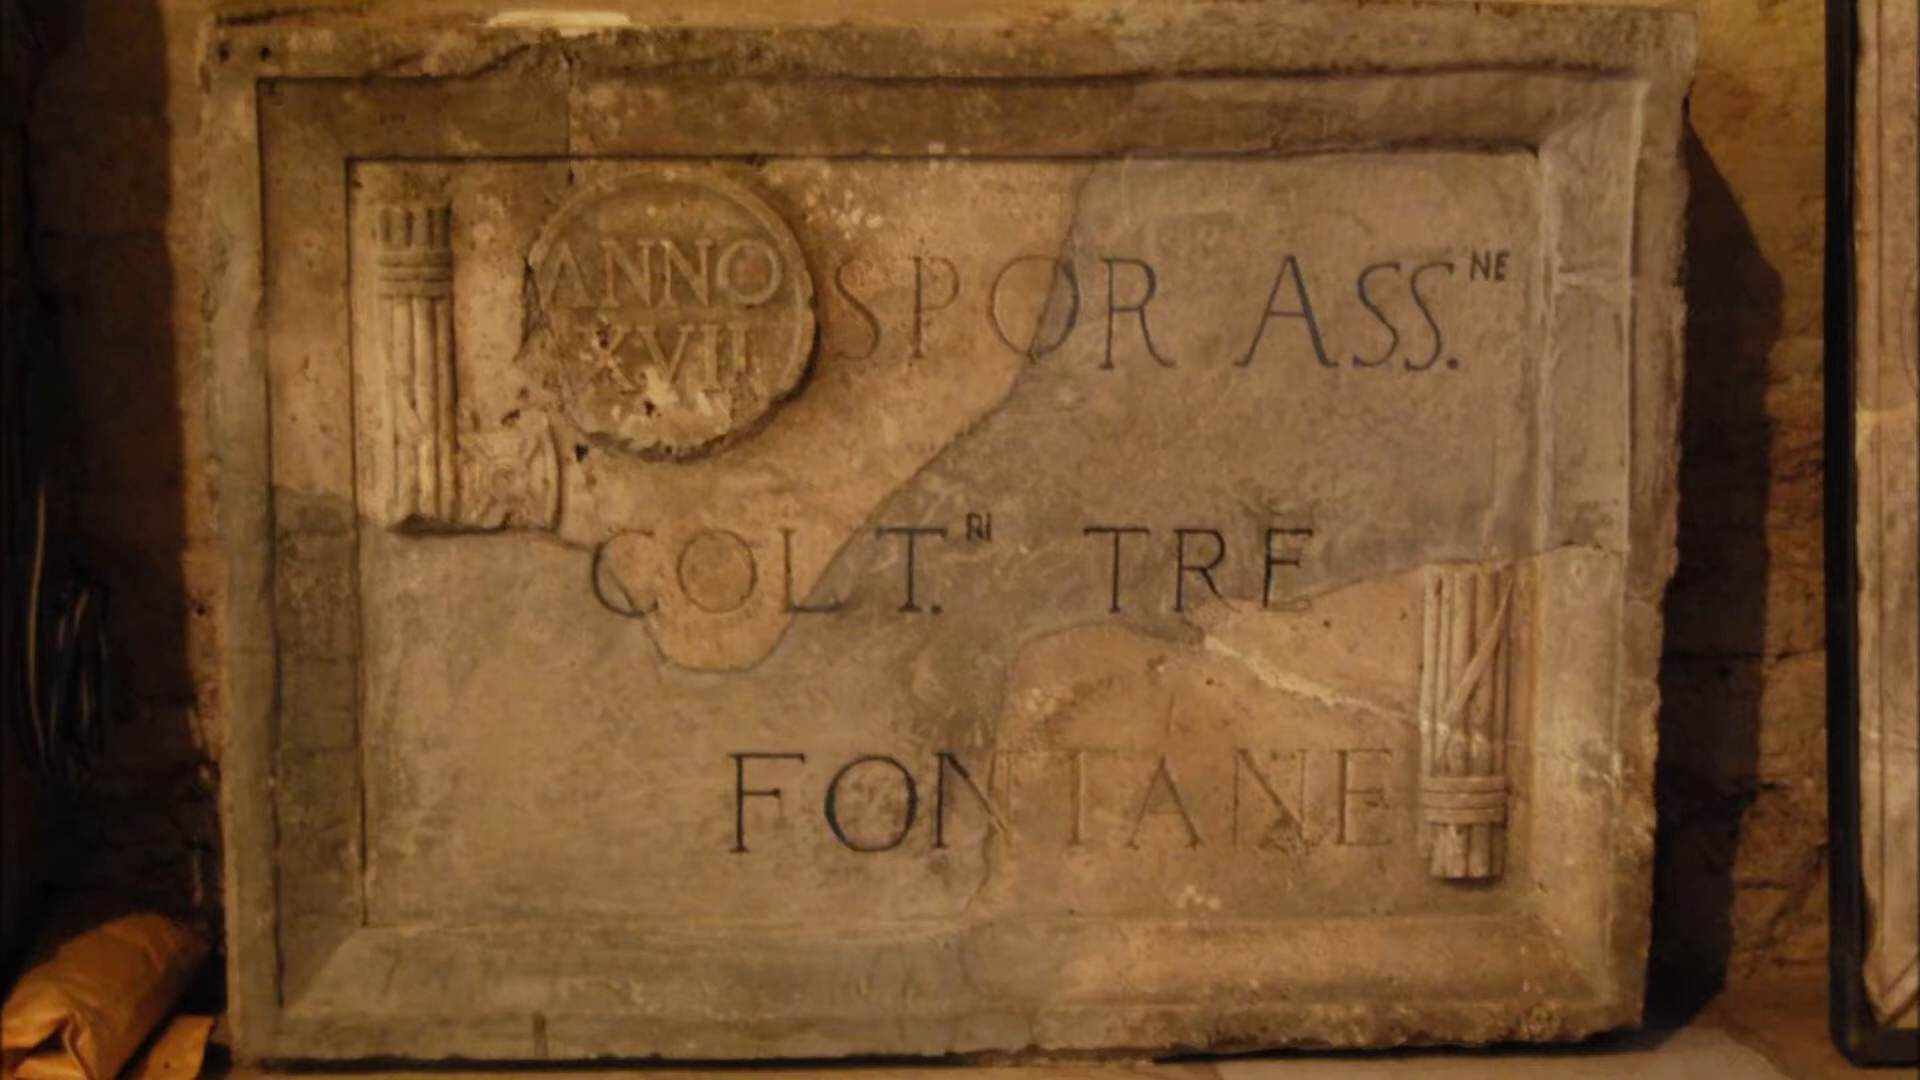 ANNO
XVII
SPQR ASS.NE
COLT.RI TRE
FONTANE